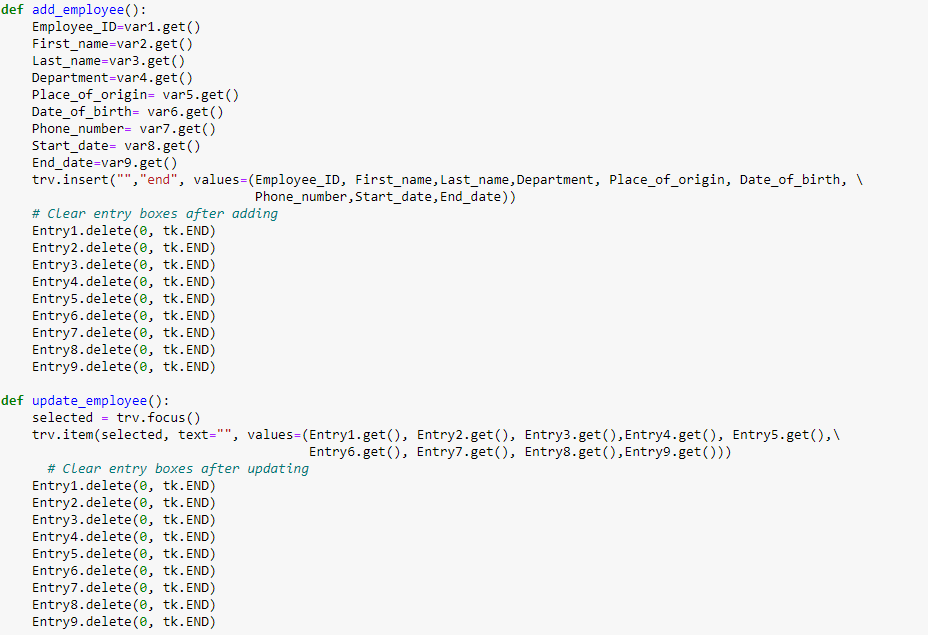 def add_employee():
    Employee_ID=var1.get()
    First_name=var2.get()
    Last_name=var3.get()
    Department=var4.get()
    Place_of_origin= var5.get()
    Date_of_birth= var6.get()
    Phone_number= var7.get()
    Start_date= var8.get()
    End_date=var9.get()
    trv.insert("","end", values=(Employee_ID, First_name,Last_name,Department, Place_of_origin, Date_of_birth, \
                                 Phone_number,Start_date,End_date))
    # Clear entry boxes after adding
    Entry1.delete(0, tk.END)
    Entry2.delete(0, tk.END)
    Entry3.delete(0, tk.END)
    Entry4.delete(0, tk.END)
    Entry5.delete(0, tk.END)
    Entry6.delete(0, tk.END)
    Entry7.delete(0, tk.END)
    Entry8.delete(0, tk.END)
    Entry9.delete(0, tk.END)

def update_employee():
    selected = trv.focus()
    trv.item(selected, text="", values=(Entry1.get(), Entry2.get(), Entry3.get(),Entry4.get(), Entry5.get(),\
                                        Entry6.get(), Entry7.get(), Entry8.get(),Entry9.get()))
      # Clear entry boxes after updating
    Entry1.delete(0, tk.END)
    Entry2.delete(0, tk.END)
    Entry3.delete(0, tk.END)
    Entry4.delete(0, tk.END)
    Entry5.delete(0, tk.END)
    Entry6.delete(0, tk.END)
    Entry7.delete(0, tk.END)
    Entry8.delete(0, tk.END)
    Entry9.delete(0, tk.END)